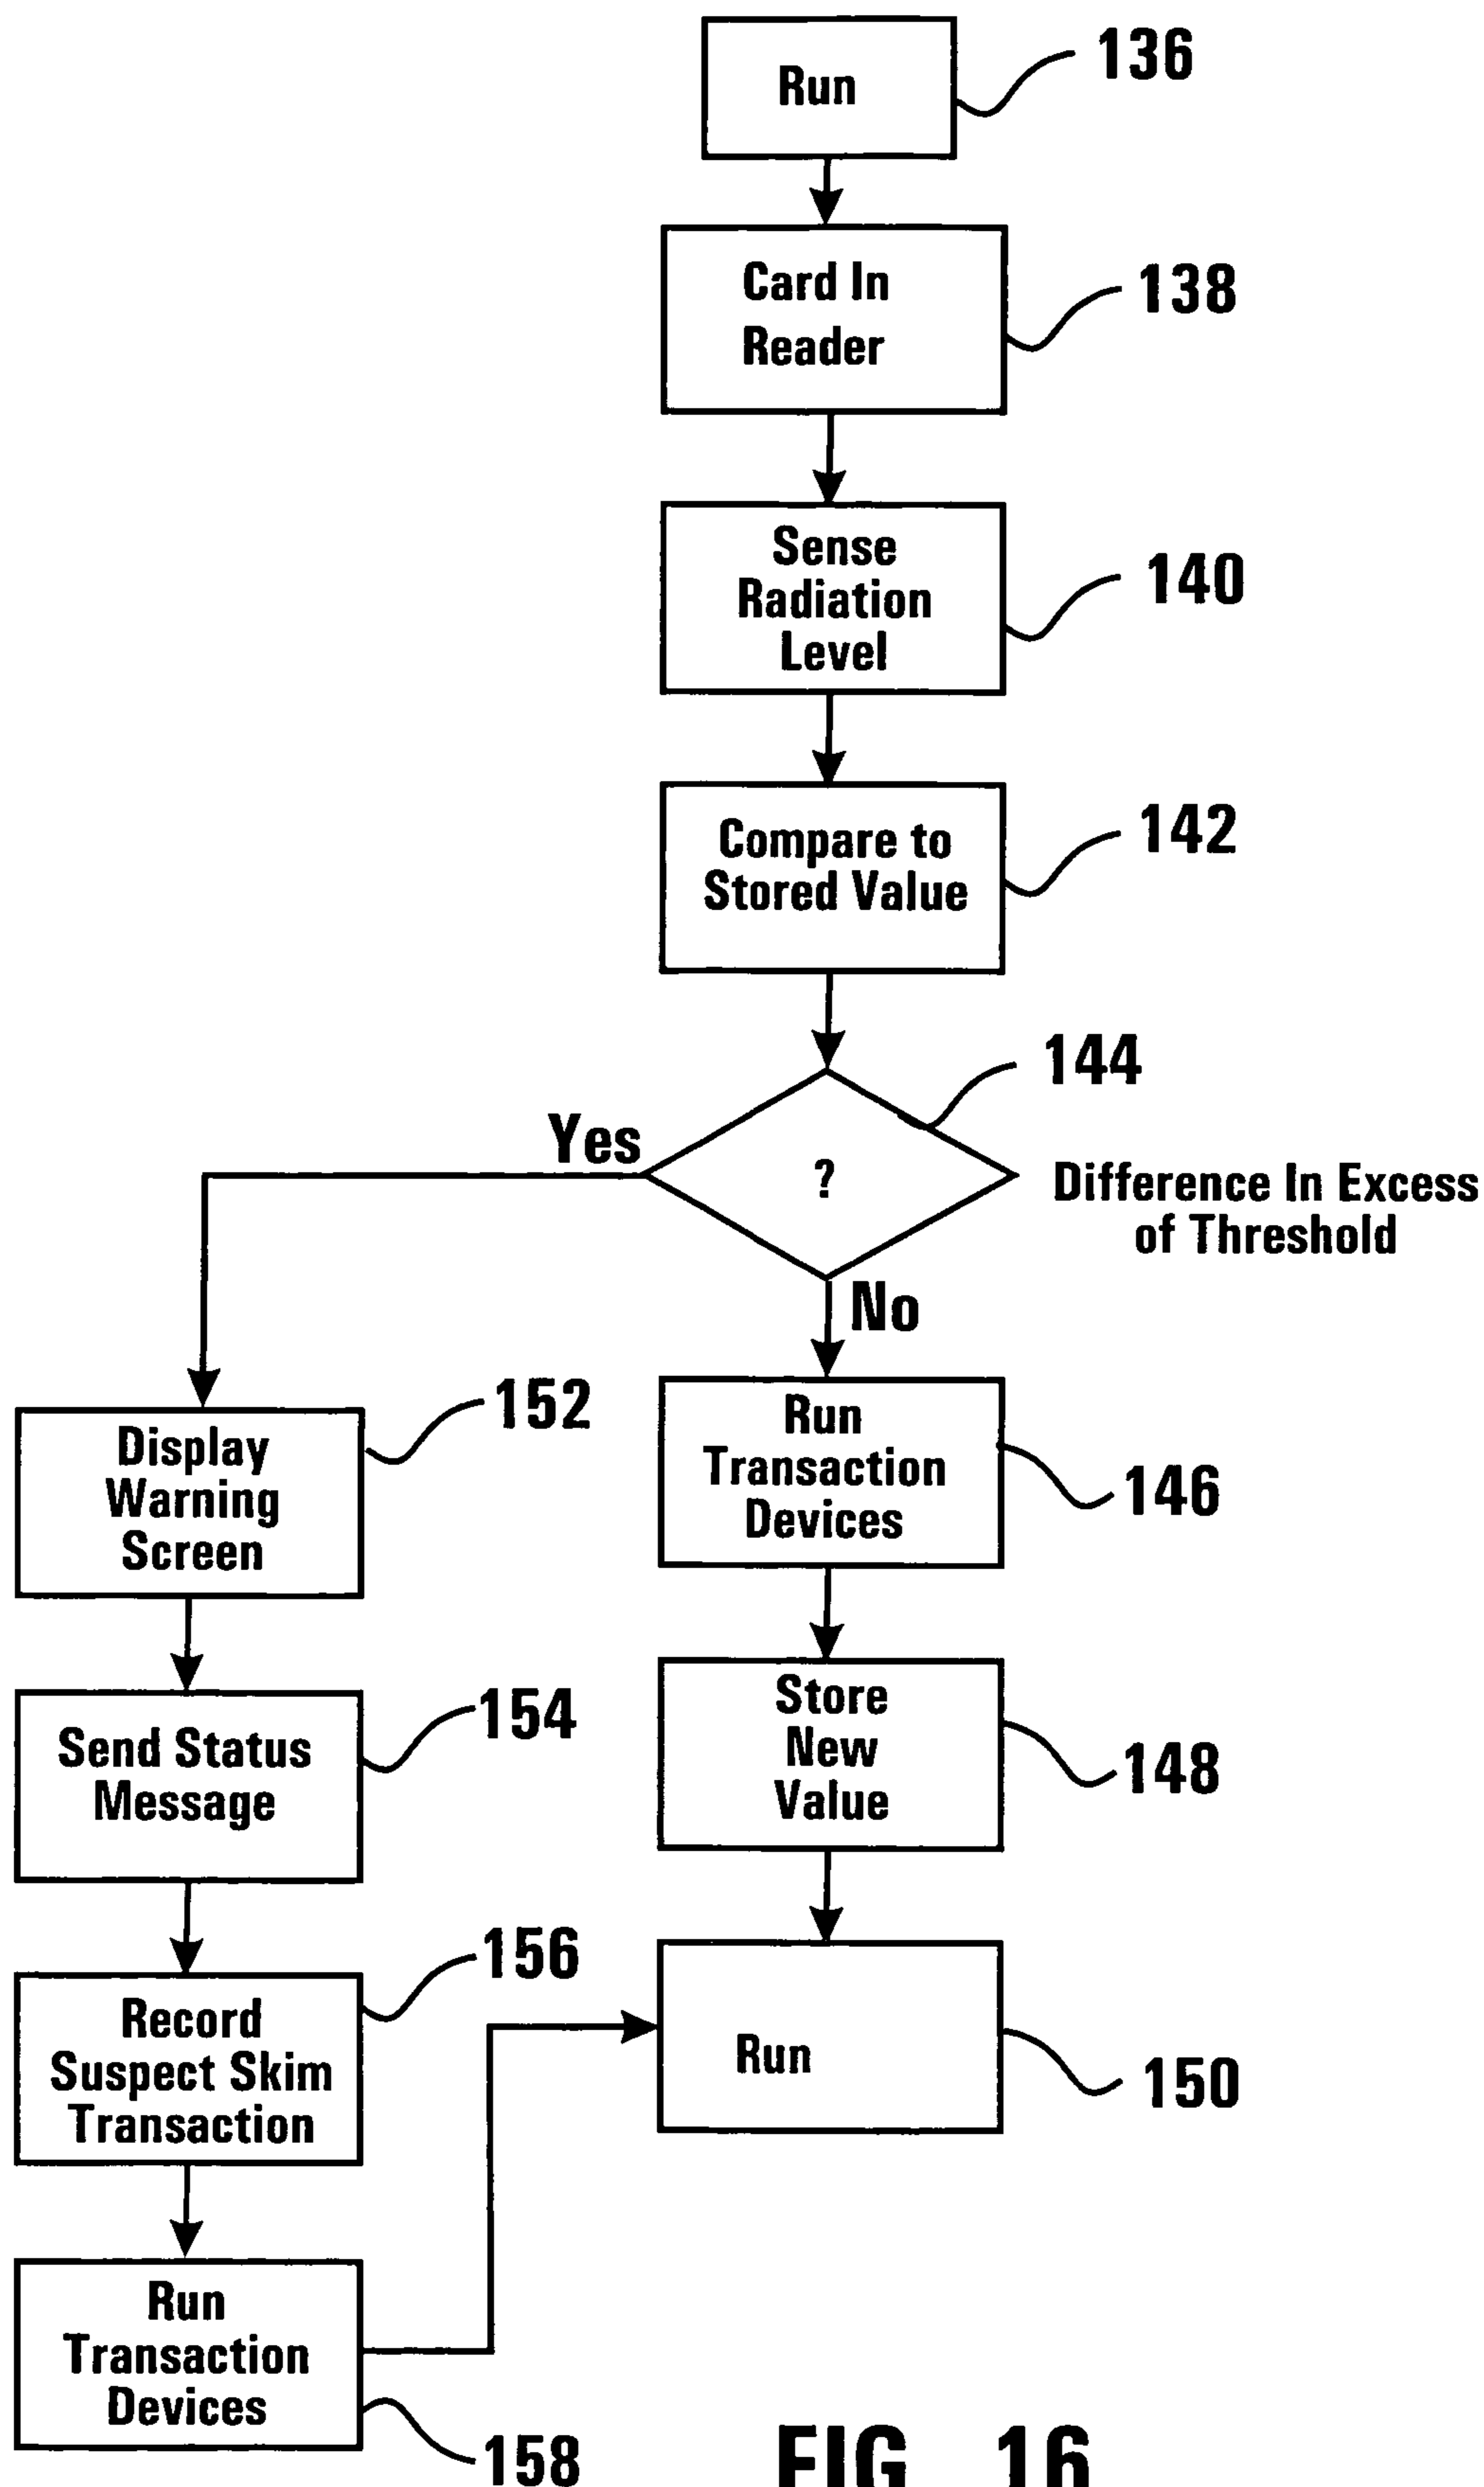 Run
136
Card In
Reader
138
Sense
Radiation
Level
140
Compare to
Stored Value
142
144
Yes
?
Difference In Excess
of Threshold
No
Display
Warning
Screen
152
Run
Transaction
Devices
146
Send Status
Message
154
Store
New
Value
148
Record
Suspect Skim
Transaction
156
Run
150
Run
Transaction
Devices
158
FIG 16